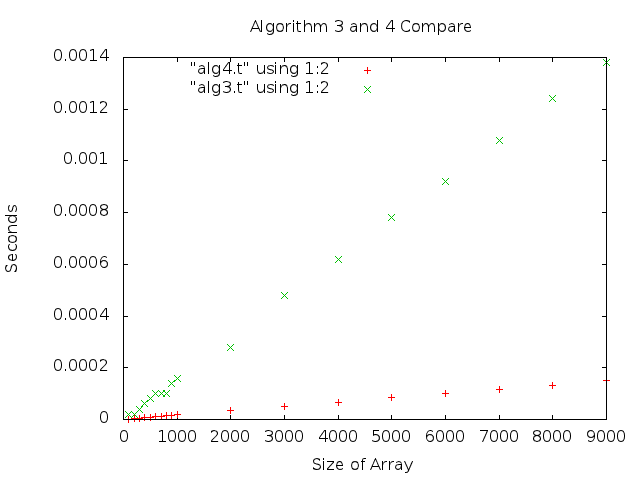 Algorithm 3 and 4 Compare
"alg4.t" using 1:2
"alg3.t" using 1:2
0.0014
0.0012
0.001
0.0008
0.0006
0.0004
0.0002
0
Seconds
0 1000 2000 3000 4000 5000 6000 7000 8000 9000
Size of Array